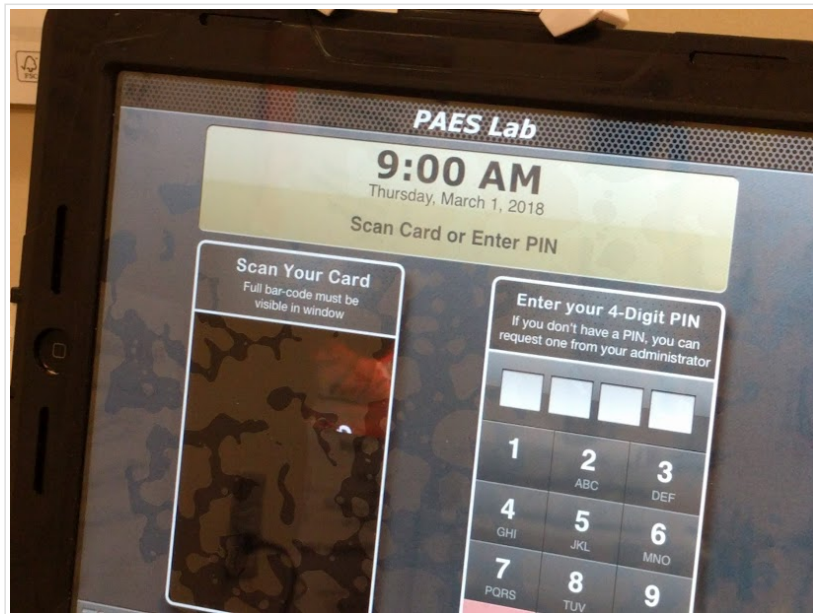 PAES Lab
9:00 AM
Thursday, March 1, 2018
Scan Card or Enter PIN
Scan Your Card
Full bar-code must be
visible in window
Enter your 4-Digit PIN
If you don't have a PIN, you can
request one from your administrator
1
2
3
ABC
DEF
4
5
6
GHI
JKL
MNO
7
8
9
PQRS
TUV
FSC